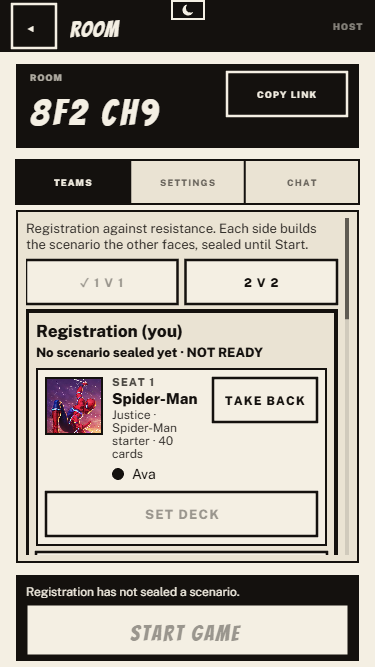 ROOM
HOST
ROOM
8F2 CH9
COPY LINK
TEAMS
SETTINGS
CHAT
Registration against resistance. Each side builds
the scenario the other faces, sealed until Start.
✓ 1 V 1
2 V 2
Registration (you)
No scenario sealed yet · NOT READY
SEAT 1
Spider-Man
Justice ·
Spider-Man
starter · 40
cards
TAKE BACK
Ava
SET DECK
Registration has not sealed a scenario.
START GAME